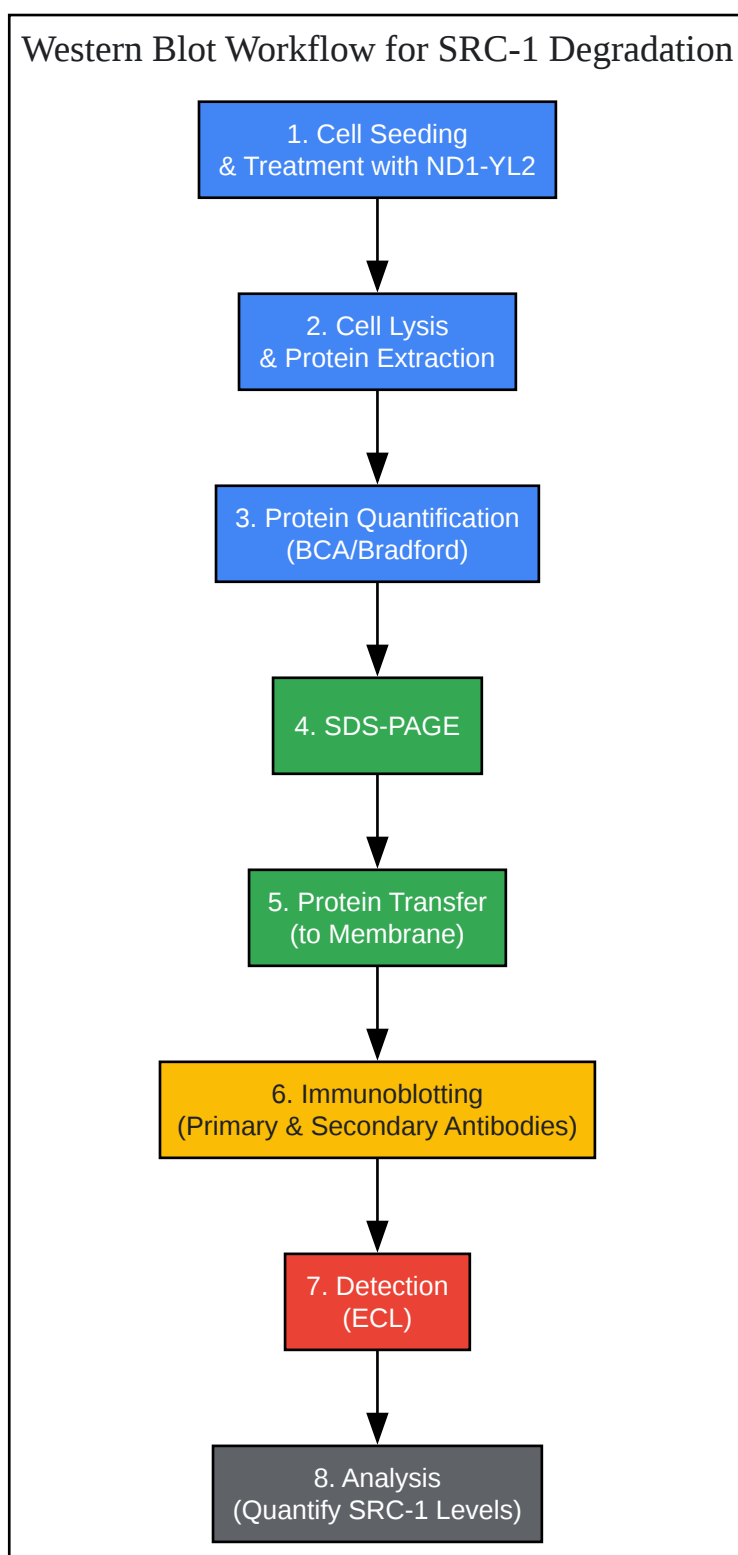 Western Blot Workflow for SRC-1 Degradation
1. Cell Seeding
& Treatment with ND1-YL2
2. Cell Lysis
& Protein Extraction
3. Protein Quantification
(BCA/Bradford)
4. SDS-PAGE
5. Protein Transfer
(to Membrane)
6. Immunoblotting
(Primary & Secondary Antibodies)
7. Detection
(ECL)
8. Analysis
(Quantify SRC-1 Levels)